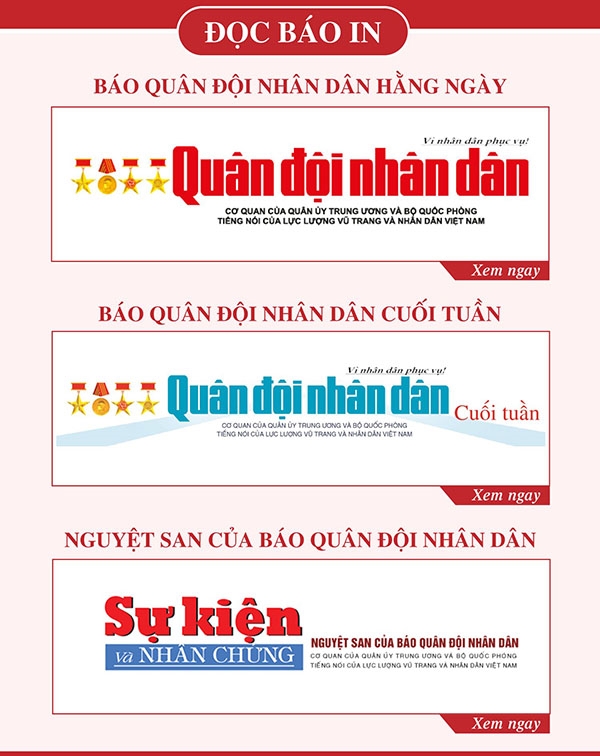 ĐỌC BÁO IN
BÁO QUÂN ĐỘI NHÂN DÂN HẰNG NGÀY
Vì nhân dân phục vụ!
Quân đội nhân dân
CƠ QUAN CỦA QUÂN ỦY TRUNG ƯƠNG VÀ BỘ QUỐC PHÒNG
TIẾNG NÓI CỦA LỰC LƯỢNG VŨ TRANG VÀ NHÂN DÂN VIỆT NAM
Xem ngay
BÁO QUÂN ĐỘI NHÂN DÂN CUỐI TUẦN
Vì nhân dân phục vụ!
Quân đội nhân dân Cuối tuần
CƠ QUAN CỦA QUÂN ỦY TRUNG ƯƠNG VÀ BỘ QUỐC PHÒNG
TIẾNG NÓI CỦA LỰC LƯỢNG VŨ TRANG VÀ NHÂN DÂN VIỆT NAM
Xem ngay
NGUYỆT SAN CỦA BÁO QUÂN ĐỘI NHÂN DÂN
Sự kiện
và NHÂN CHỨNG
NGUYỆT SAN CỦA BÁO QUÂN ĐỘI NHÂN DÂN
CƠ QUAN CỦA QUÂN ỦY TRUNG ƯƠNG VÀ BỘ QUỐC PHÒNG
TIẾNG NÓI CỦA LỰC LƯỢNG VŨ TRANG VÀ NHÂN DÂN VIỆT NAM
Xem ngay